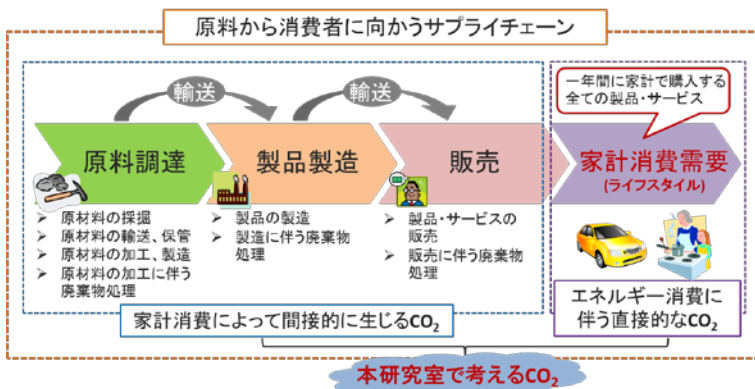 原料から消費者に向かうサプライチェーン
輸送
輸送
一年間に家計で購入する
全ての製品・サービス
原料調達
製品製造
販売
家計消費需要
(ライフスタイル)
➢ 原材料の採掘
➢ 原材料の輸送、保管
➢ 原材料の加工、製造
➢ 原材料の加工に伴う
廃棄物処理
➢ 製品の製造
➢ 製造に伴う廃棄物
処理
➢ 製品・サービスの
販売
➢ 販売に伴う廃棄物
処理
家計消費によって間接的に生じるCO₂
エネルギー消費に
伴う直接的なCO₂
本研究室で考えるCO₂